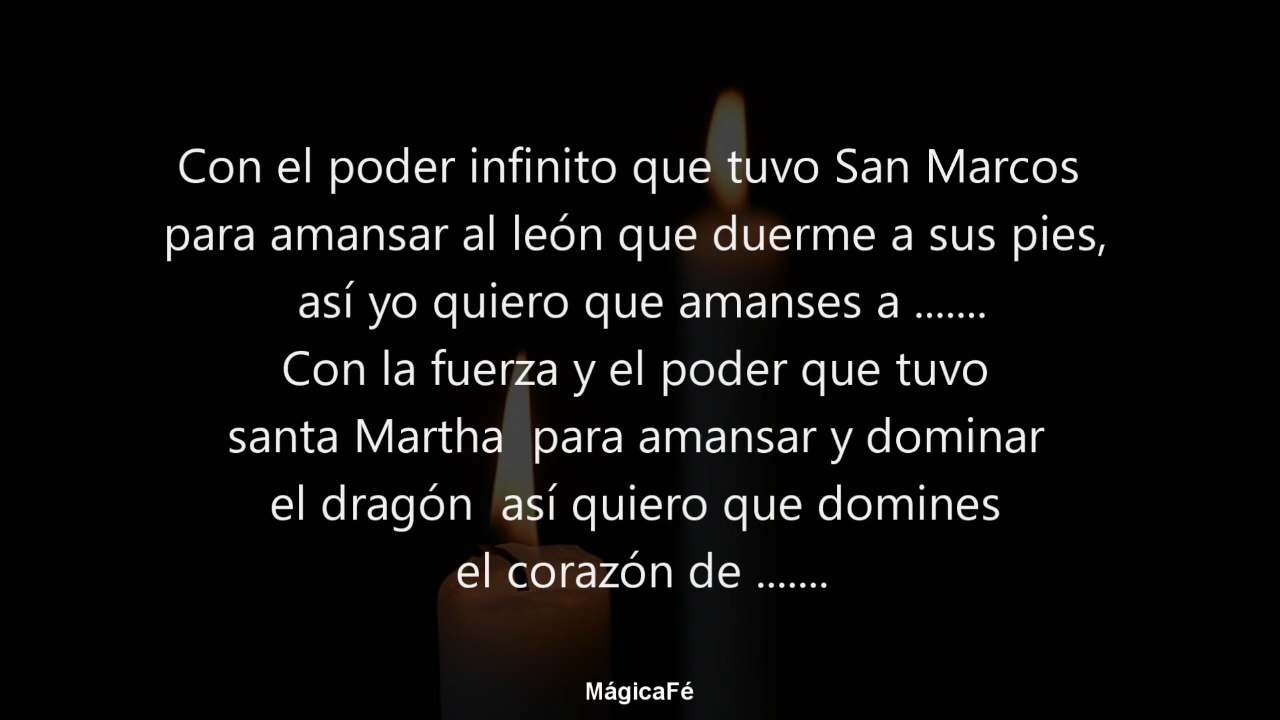 Con el poder infinito que tuvo San Marcos
para amansar al león que duerme a sus pies,
así yo quiero que amanses a .......
Con la fuerza y el poder que tuvo
santa Martha para amansar y dominar
el dragón así quiero que domines
el corazón de .......
MágicaFé